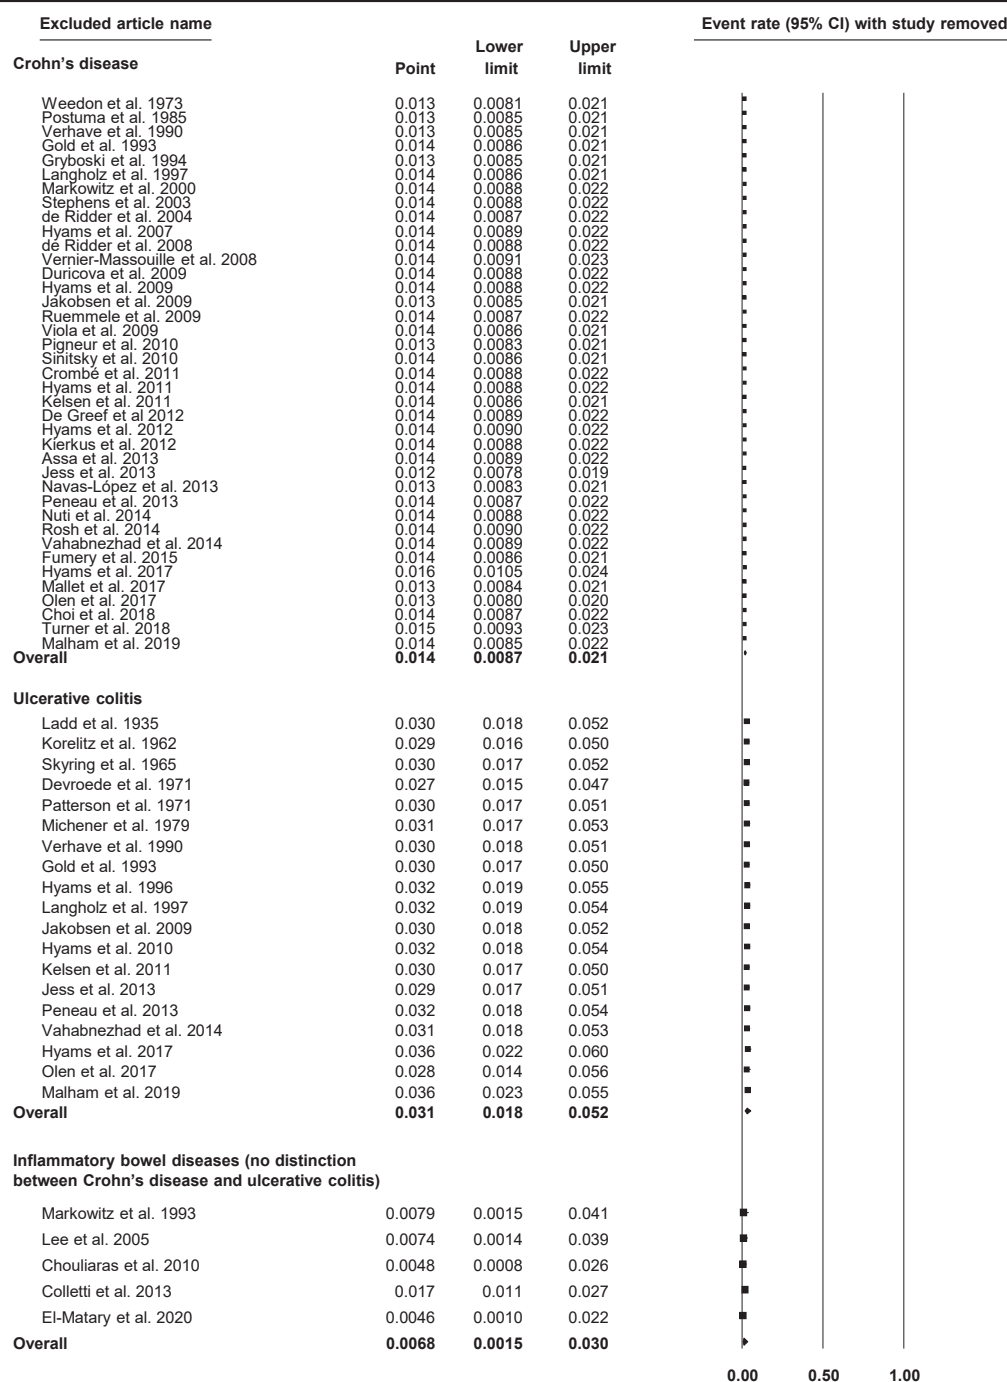 Excluded article name Event rate (95% CI) with study removed
Crohn's disease Point Lower limit Upper limit
Weedon et al. 1973 0.013 0.0081 0.021
Postuma et al. 1985 0.013 0.0085 0.021
Verhave et al. 1990 0.013 0.0085 0.021
Gold et al. 1993 0.014 0.0086 0.021
Gryboski et al. 1994 0.013 0.0085 0.021
Langholz et al. 1997 0.014 0.0086 0.021
Markowitz et al. 2000 0.014 0.0088 0.022
Stephens et al. 2003 0.014 0.0088 0.022
de Ridder et al. 2004 0.014 0.0087 0.022
Hyams et al. 2007 0.014 0.0089 0.022
de Ridder et al. 2008 0.014 0.0088 0.022
Vernier-Massouille et al. 2008 0.014 0.0091 0.023
Duricova et al. 2009 0.014 0.0088 0.022
Hyams et al. 2009 0.014 0.0088 0.022
Jakobsen et al. 2009 0.013 0.0085 0.021
Ruemmele et al. 2009 0.014 0.0087 0.022
Viola et al. 2009 0.014 0.0086 0.021
Pigneur et al. 2010 0.013 0.0083 0.021
Sinitsky et al. 2010 0.014 0.0086 0.021
Crombé et al. 2011 0.014 0.0088 0.022
Hyams et al. 2011 0.014 0.0088 0.022
Kelsen et al. 2011 0.014 0.0086 0.021
De Greef et al 2012 0.014 0.0089 0.022
Hyams et al. 2012 0.014 0.0090 0.022
Kierkus et al. 2012 0.014 0.0088 0.022
Assa et al. 2013 0.014 0.0089 0.022
Jess et al. 2013 0.012 0.0078 0.019
Navas-López et al. 2013 0.013 0.0083 0.021
Peneau et al. 2013 0.014 0.0087 0.022
Nuti et al. 2014 0.014 0.0088 0.022
Rosh et al. 2014 0.014 0.0090 0.022
Vahabnezhad et al. 2014 0.014 0.0089 0.022
Fumery et al. 2015 0.014 0.0086 0.021
Hyams et al. 2017 0.016 0.0105 0.024
Mallet et al. 2017 0.013 0.0084 0.021
Olen et al. 2017 0.013 0.0080 0.020
Choi et al. 2018 0.014 0.0087 0.022
Turner et al. 2018 0.015 0.0093 0.023
Malham et al. 2019 0.014 0.0085 0.022
Overall 0.014 0.0087 0.021
Ulcerative colitis
Ladd et al. 1935 0.030 0.018 0.052
Korelitz et al. 1962 0.029 0.016 0.050
Skyring et al. 1965 0.030 0.017 0.052
Devroede et al. 1971 0.027 0.015 0.047
Patterson et al. 1971 0.030 0.017 0.051
Michener et al. 1979 0.031 0.017 0.053
Verhave et al. 1990 0.030 0.018 0.051
Gold et al. 1993 0.030 0.017 0.050
Hyams et al. 1996 0.032 0.019 0.055
Langholz et al. 1997 0.032 0.019 0.054
Jakobsen et al. 2009 0.030 0.018 0.052
Hyams et al. 2010 0.032 0.018 0.054
Kelsen et al. 2011 0.030 0.017 0.050
Jess et al. 2013 0.029 0.017 0.051
Peneau et al. 2013 0.032 0.018 0.054
Vahabnezhad et al. 2014 0.031 0.018 0.053
Hyams et al. 2017 0.036 0.022 0.060
Olen et al. 2017 0.028 0.014 0.056
Malham et al. 2019 0.036 0.023 0.055
Overall 0.031 0.018 0.052
Inflammatory bowel diseases (no distinction
between Crohn's disease and ulcerative colitis)
Markowitz et al. 1993 0.0079 0.0015 0.041
Lee et al. 2005 0.0074 0.0014 0.039
Chouliaras et al. 2010 0.0048 0.0008 0.026
Colletti et al. 2013 0.017 0.011 0.027
El-Matary et al. 2020 0.0046 0.0010 0.022
Overall 0.0068 0.0015 0.030
0.00 0.50 1.00